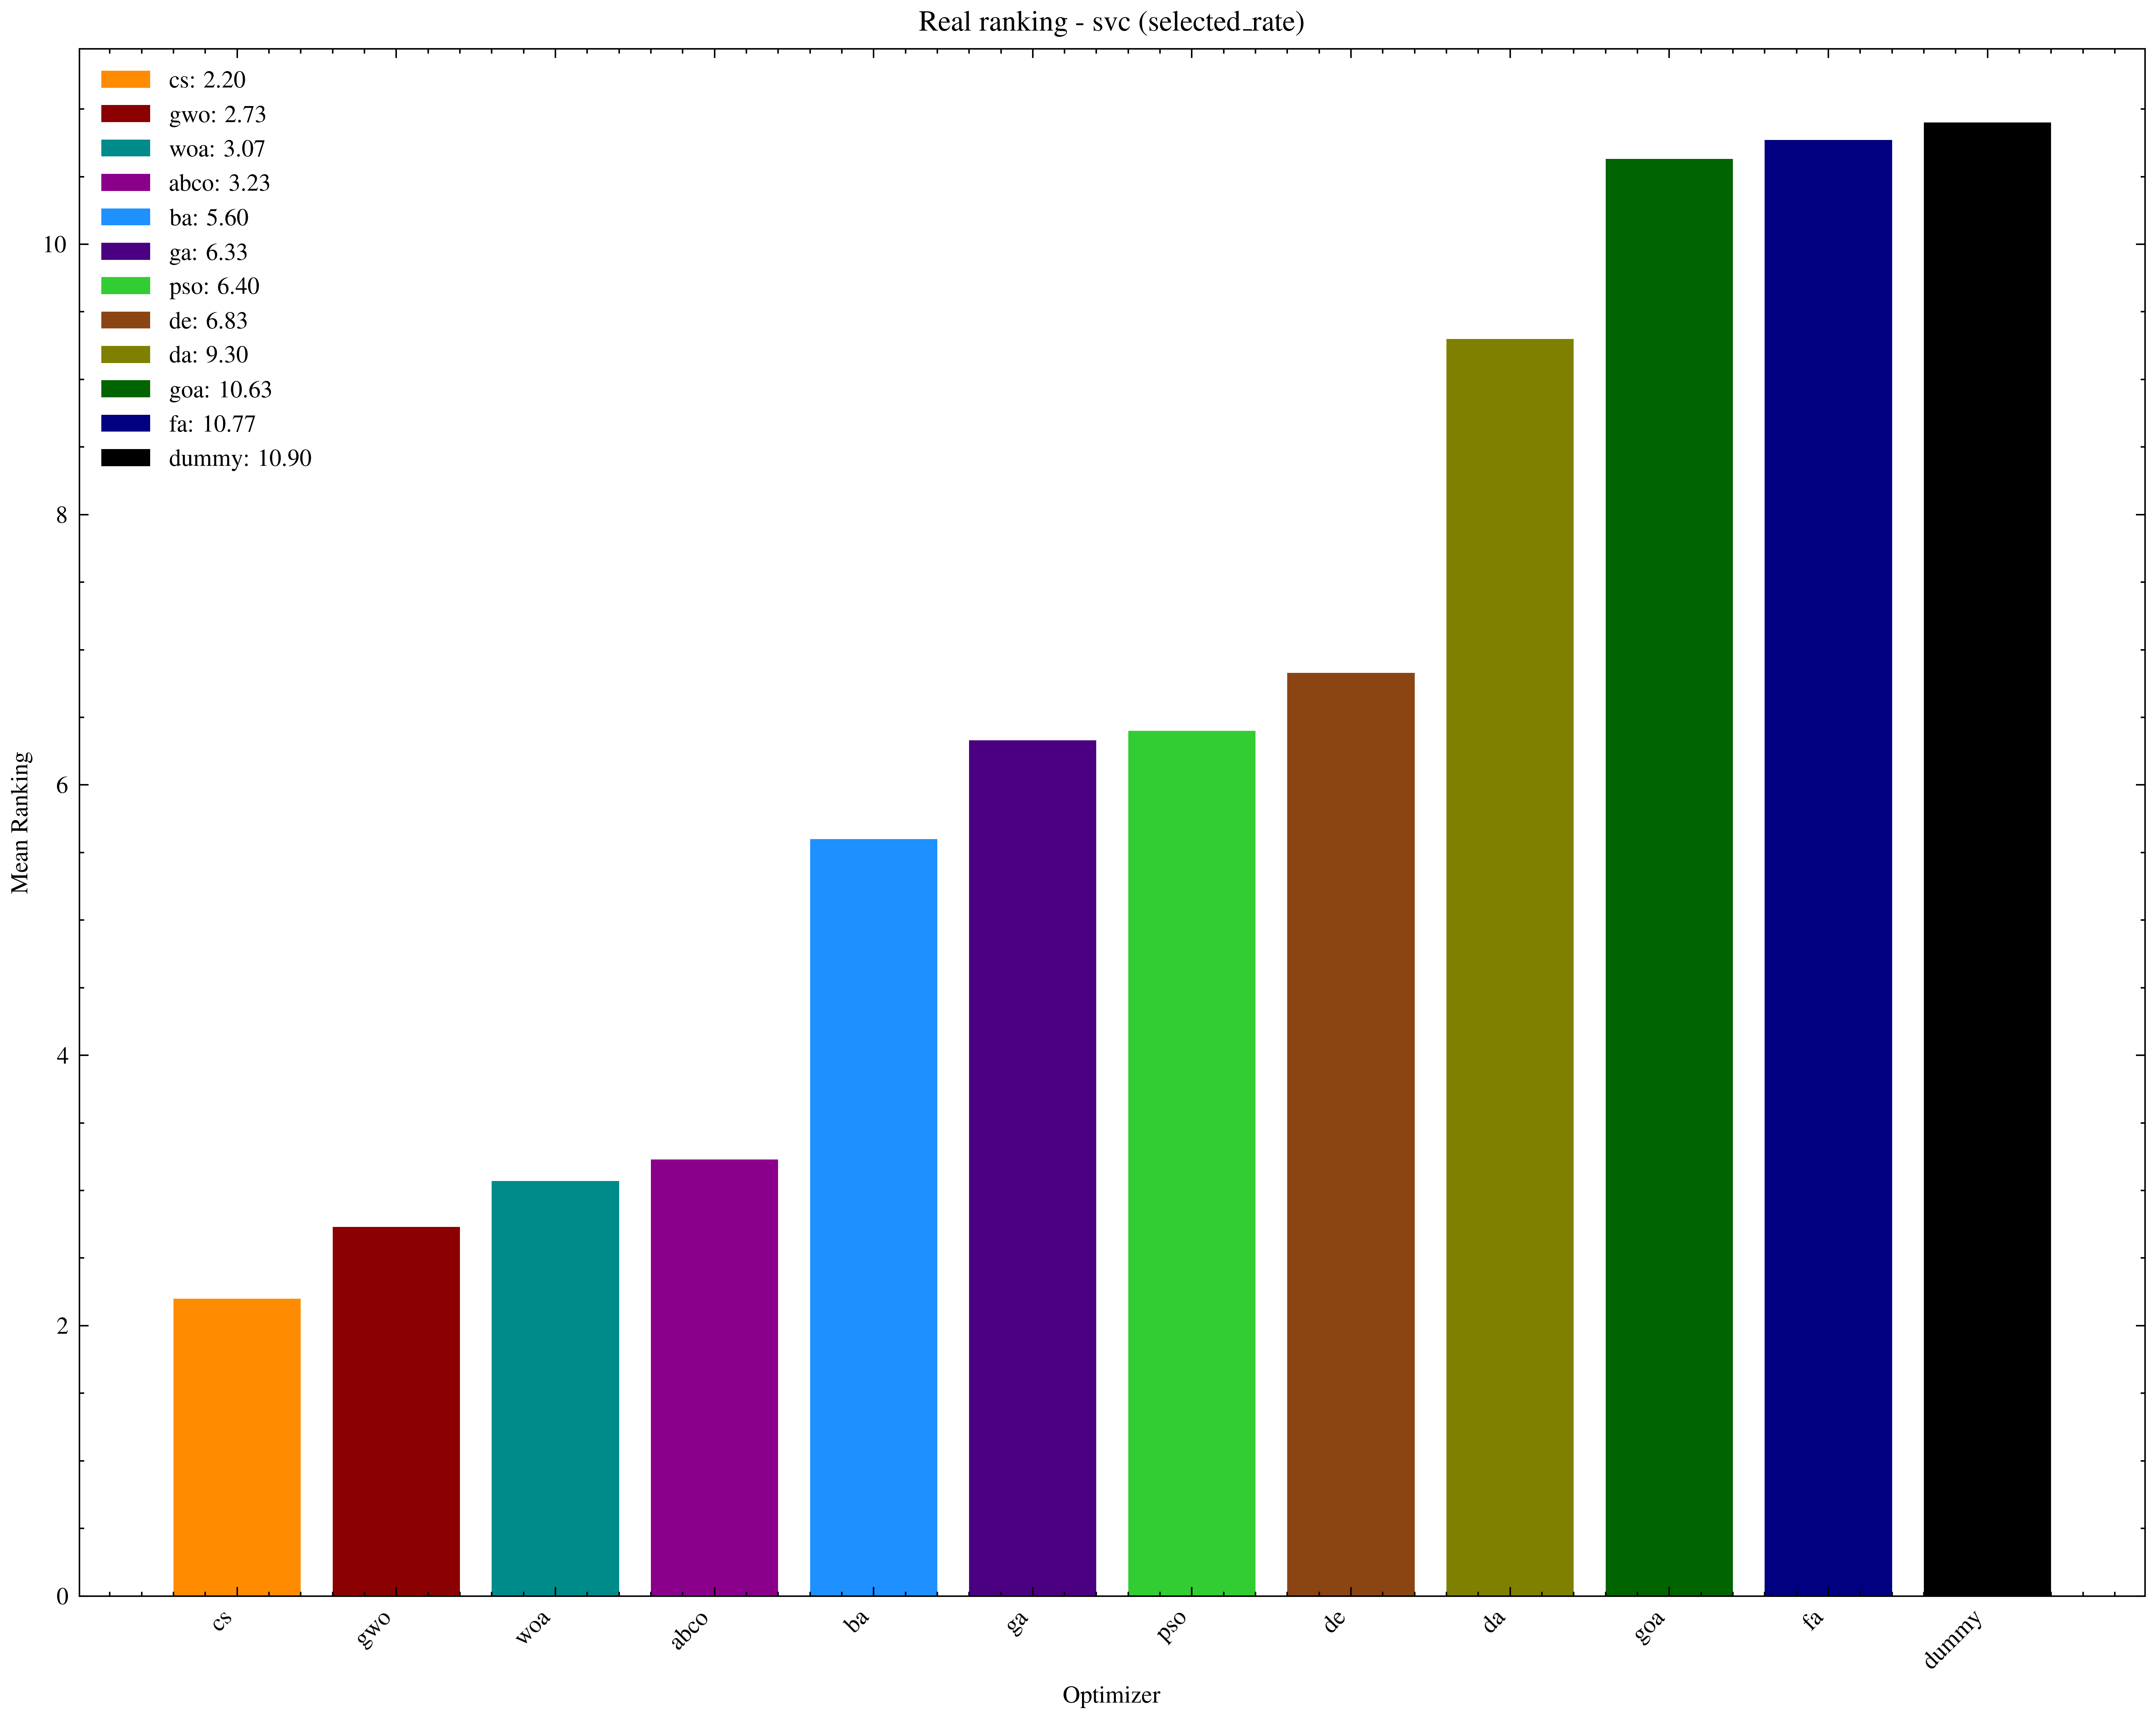 Real ranking - svc (selected_rate)
cs: 2.20
gwo: 2.73
woa: 3.07
abco: 3.23
ba: 5.60
ga: 6.33
pso: 6.40
de: 6.83
da: 9.30
goa: 10.63
fa: 10.77
dummy: 10.90
10
8
6
4
2
0
Mean Ranking
cs gwo woa abco ba ga pso de da goa fa dummy
Optimizer